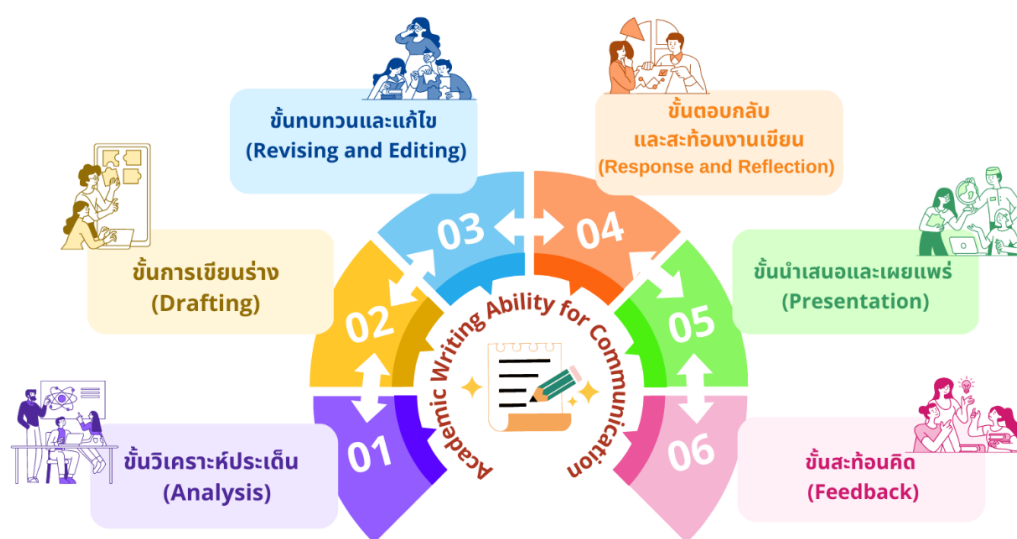 01
ขั้นวิเคราะห์ประเด็น
(Analysis)
02
ขั้นการเขียนร่าง
(Drafting)
03
ขั้นทบทวนและแก้ไข
(Revising and Editing)
04
ขั้นตอบกลับ
และสะท้อนงานเขียน
(Response and Reflection)
05
ขั้นนำเสนอและเผยแพร่
(Presentation)
06
ขั้นสะท้อนคิด
(Feedback)
Academic Writing Ability for Communication